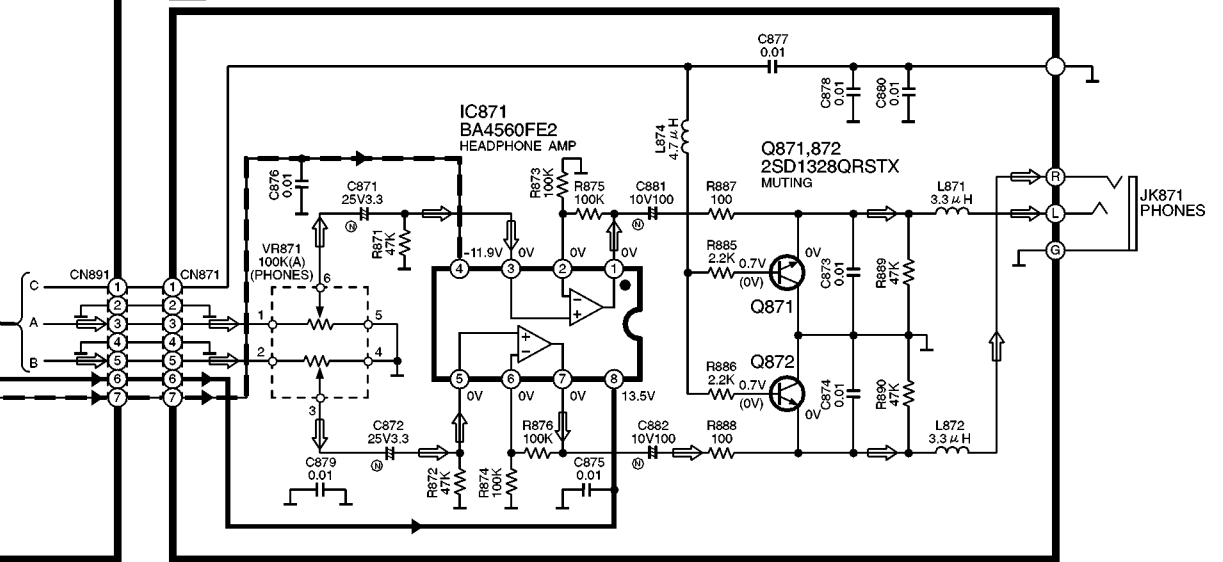 C877
0.01
C878
0.01
C880
0.01
IC871
BA4560FE2
HEADPHONE AMP
L874
4.7μH
Q871,872
2SD1328QRSTX
MUTING
C876
0.01
C871
25V3.3
N
R871
47K
R873
100K
R875
100K
C881
10V100
N
R887
100
L871
3.3μH
R
L
G
JK871
PHONES
VR871
100K(A)
(PHONES)
6
-11.9V
0V
0V
0V
4
3
2
1
R885
2.2K
0.7V
(0V)
0V
Q871
C873
0.01
R889
47K
CN891
CN871
C
1
1
2
2
A
3
3
1
5
4
4
B
5
5
2
4
6
6
7
7
3
−
+
+
−
5
6
7
8
0V
0V
0V
13.5V
R886
2.2K
0.7V
(0V)
0V
Q872
C874
0.01
R890
47K
C872
25V3.3
N
R876
100K
C882
10V100
N
R888
100
L872
3.3μH
C879
0.01
R872
47K
R874
100K
C875
0.01